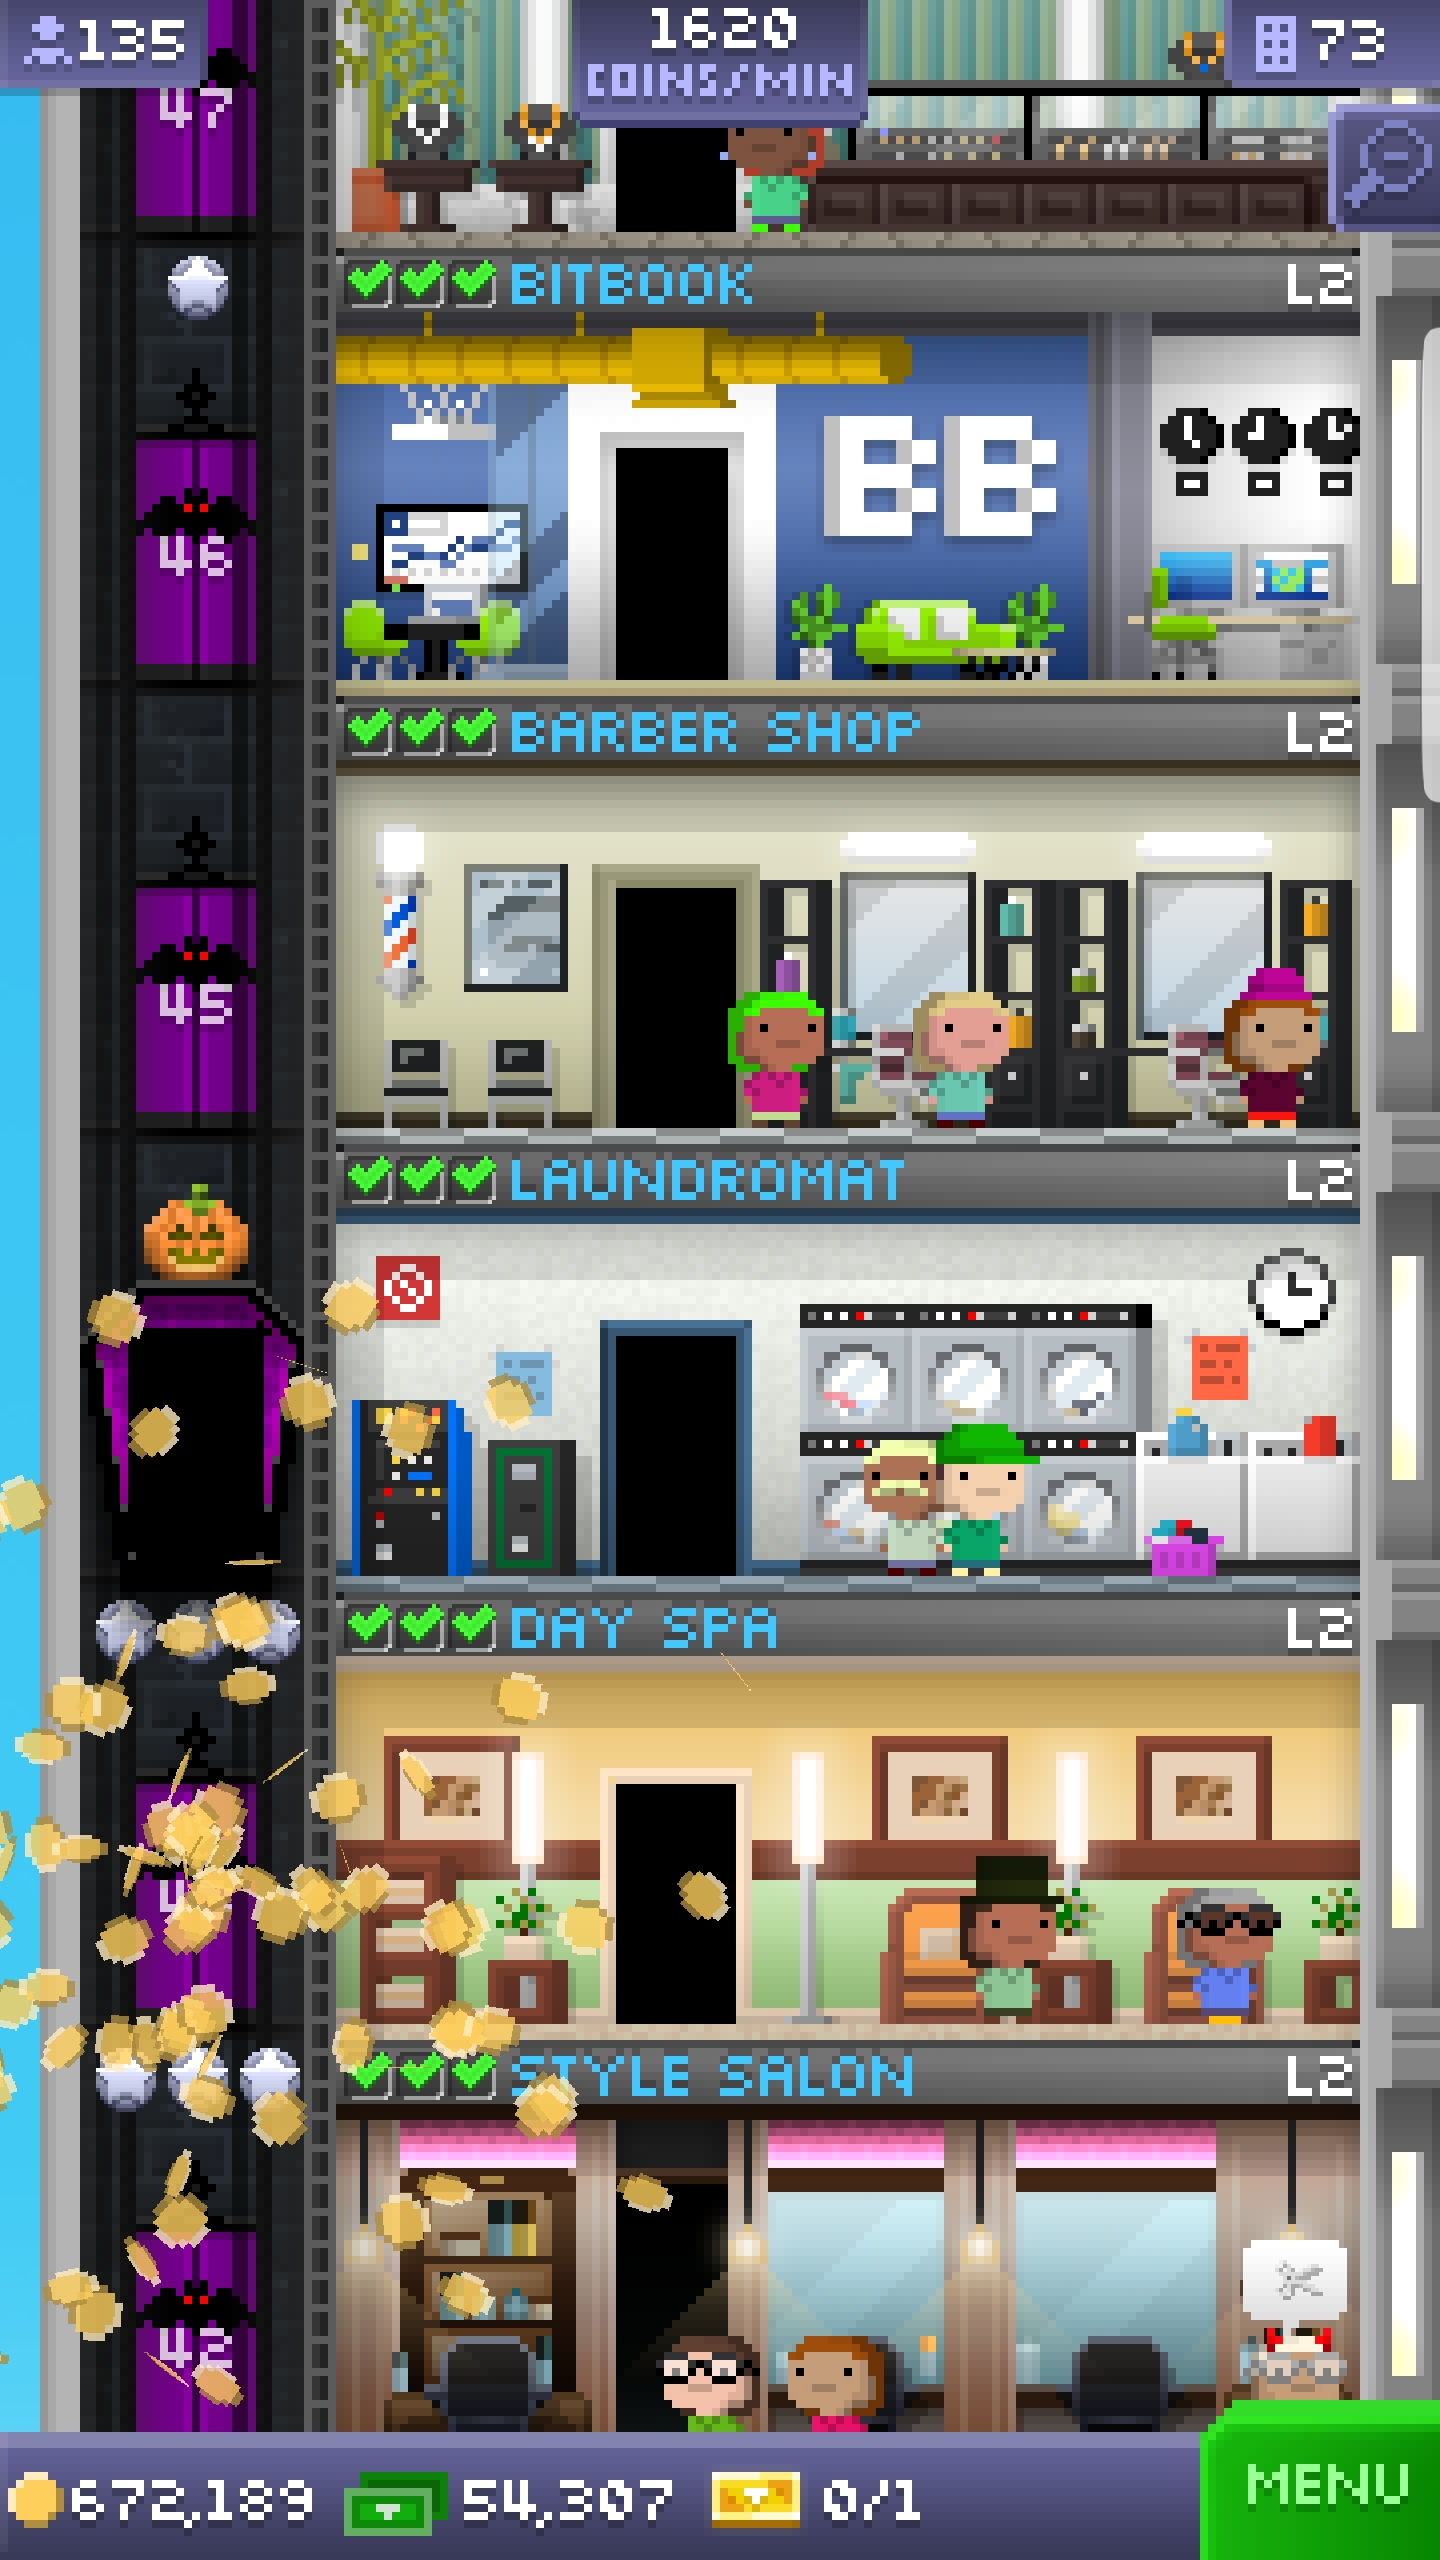 135
1620
COINS/MIN
73
47
BITBOOK L2
BB
46
BARBER SHOP L2
45
LAUNDROMAT L2
DAY SPA L2
STYLE SALON L2
42
672,189 54,307 0/1
MENU